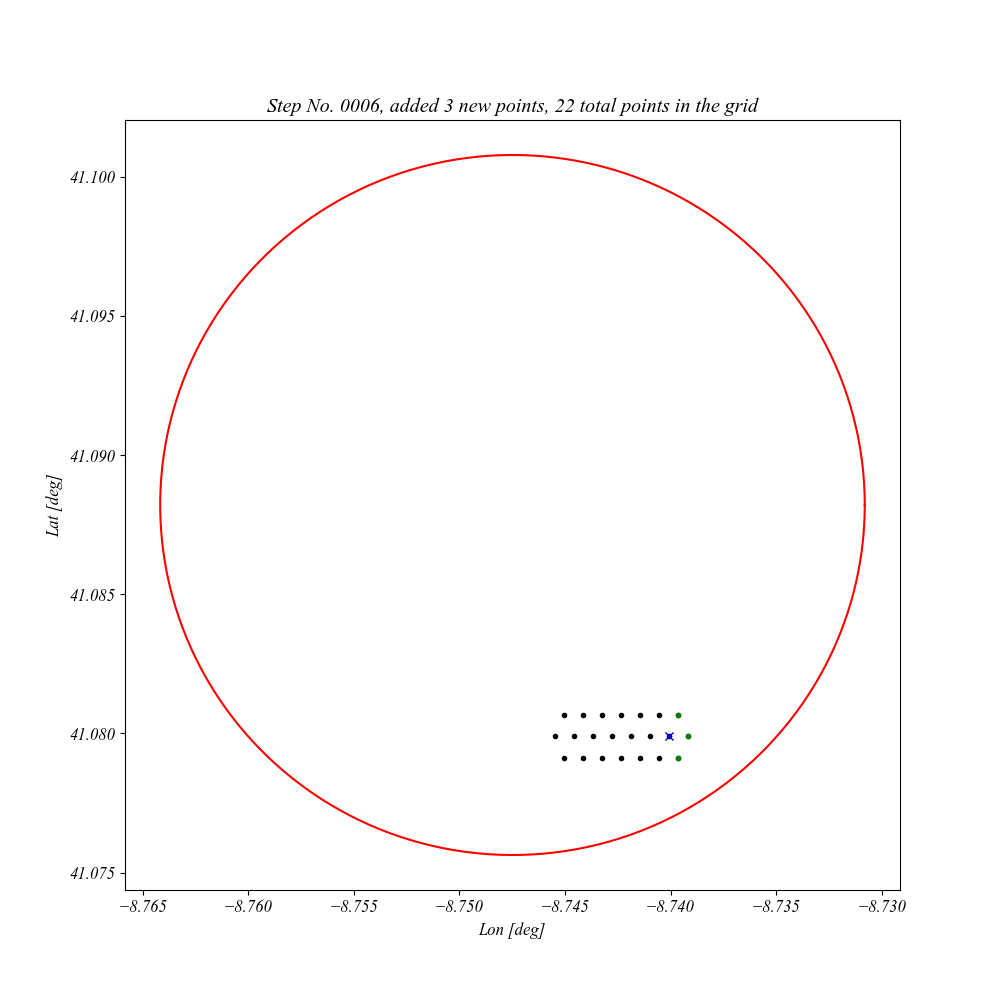 Step No. 0006, added 3 new points, 22 total points in the grid
41.100
41.095
41.090
41.085
41.080
41.075
Lat [deg]
−8.765 −8.760 −8.755 −8.750 −8.745 −8.740 −8.735 −8.730
Lon [deg]